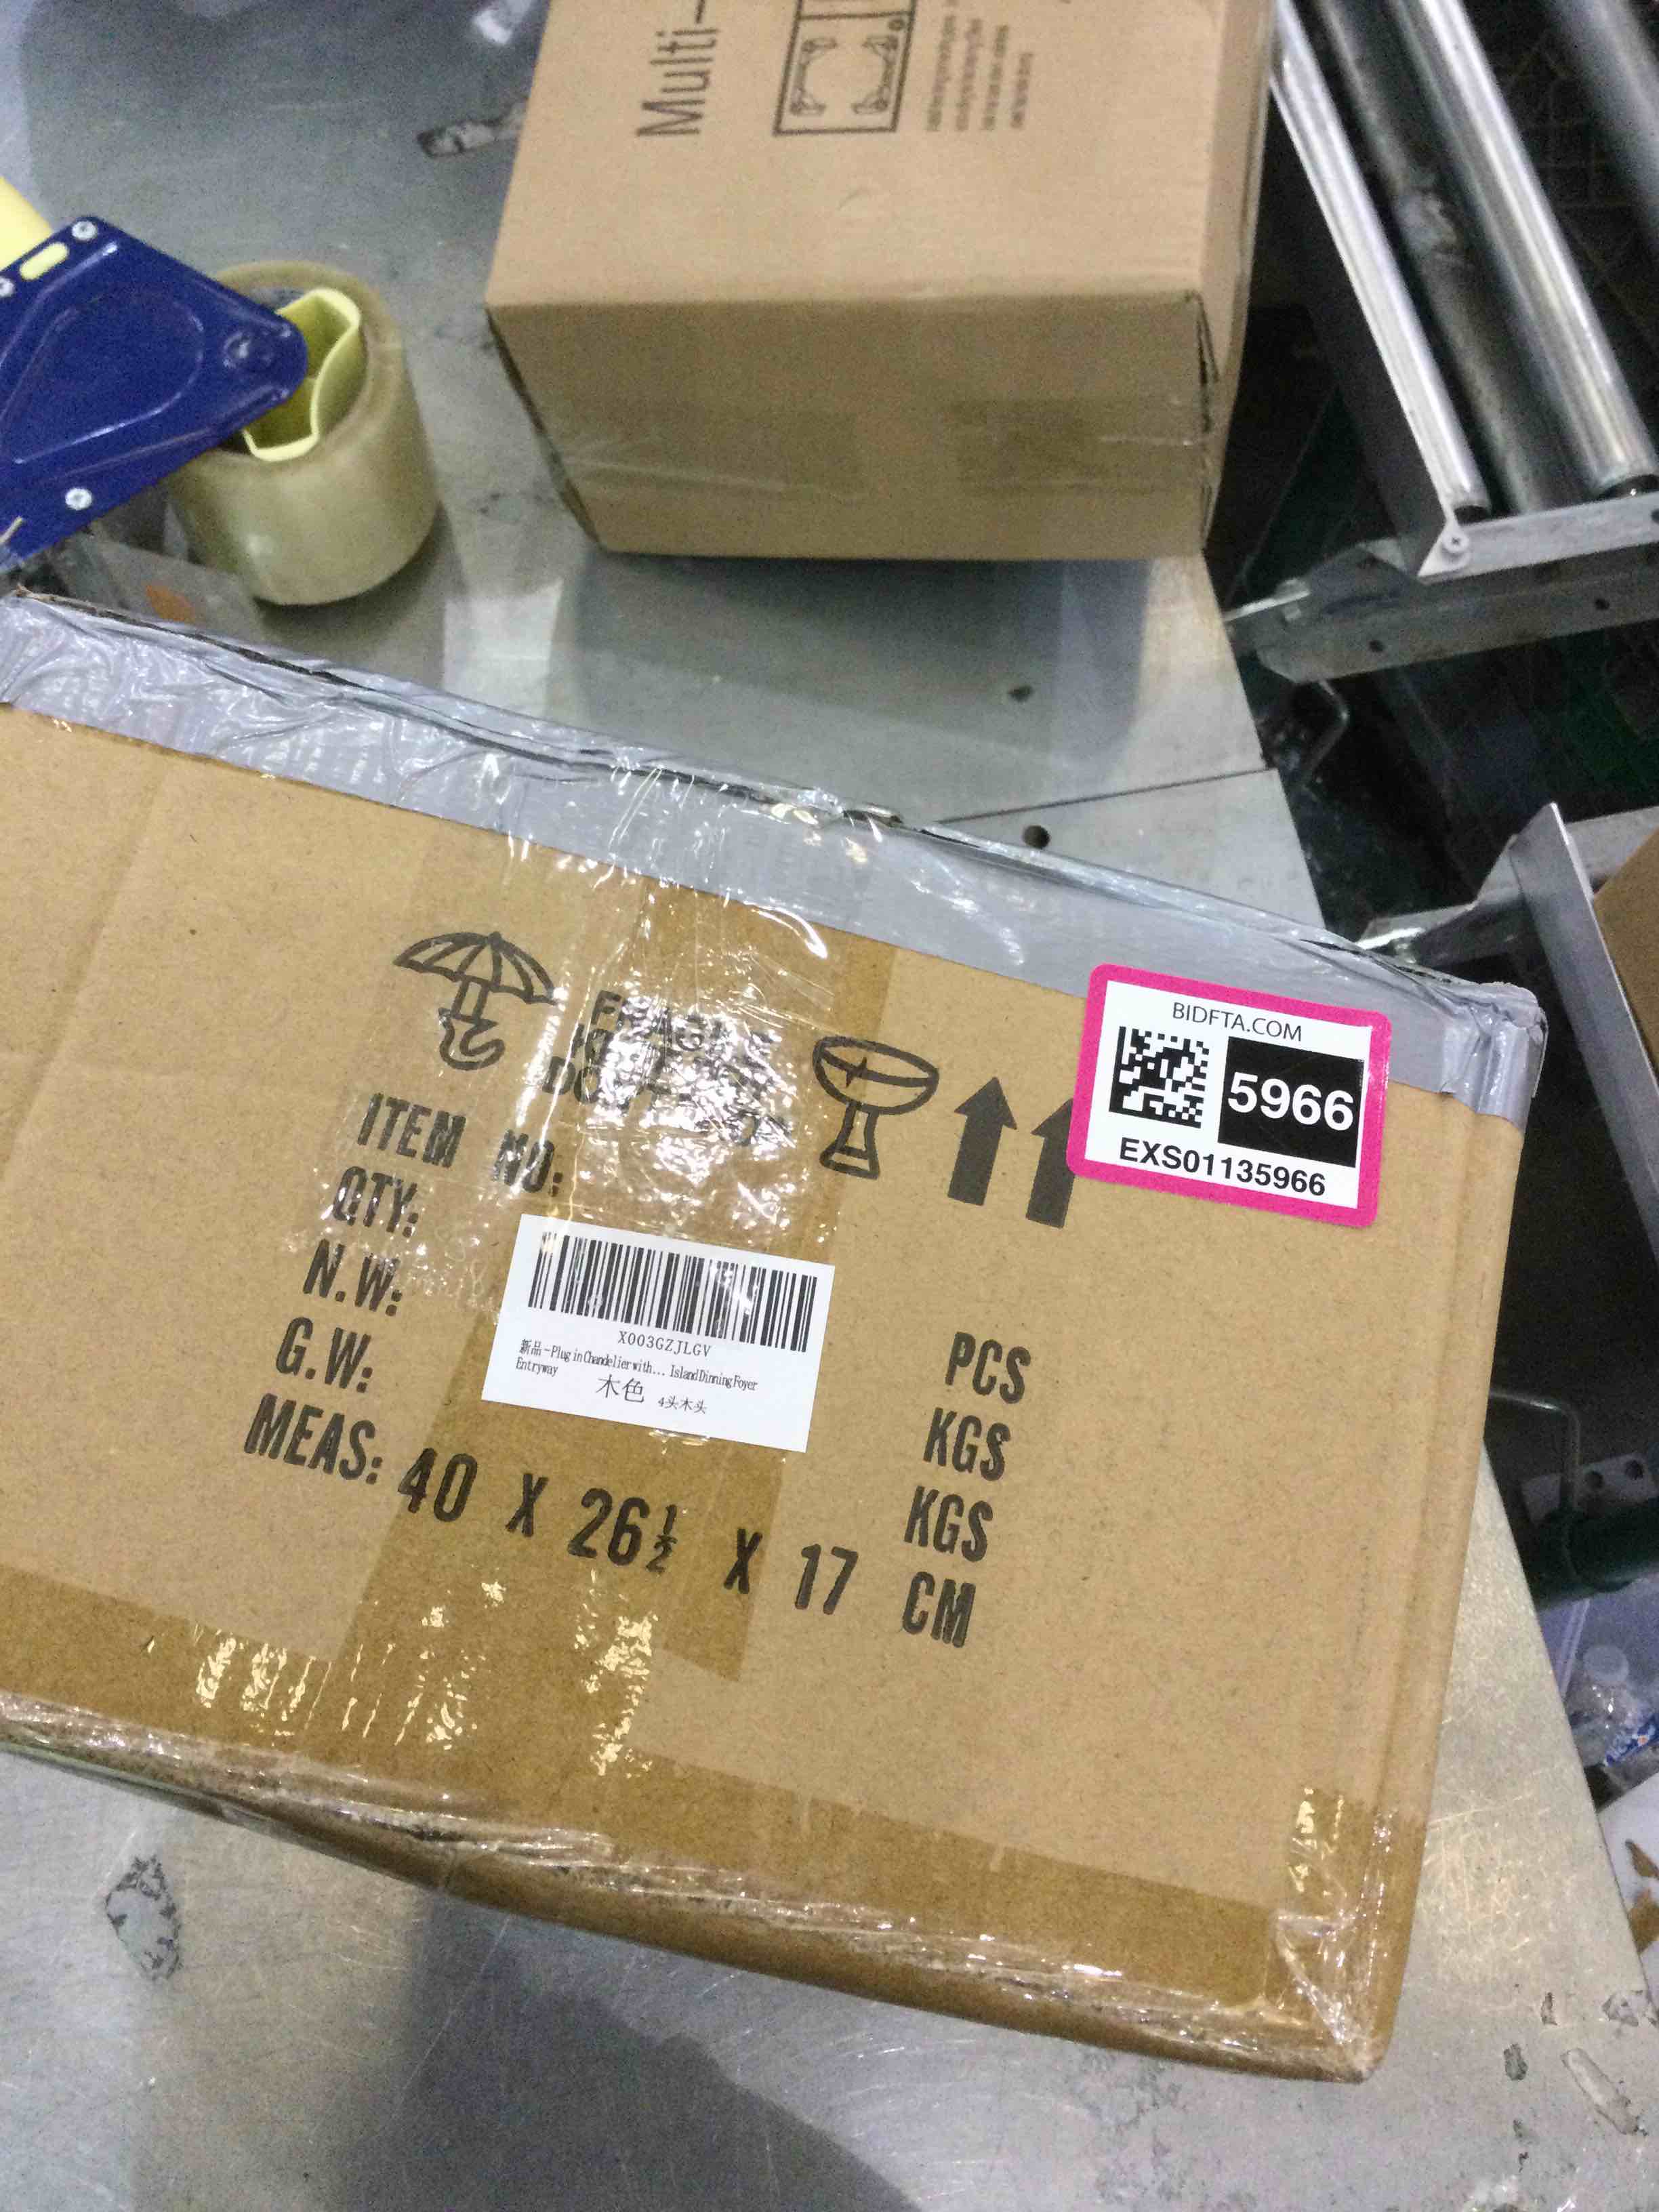 Multi-
BIDFTA.COM
5966
EXS01135966
ITEM NO:
QTY: PCS
N.W: KGS
G.W: KGS
MEAS: 40 X 26½ X 17 CM
X003GZJLGV
新品 -Plug in Chandelier with... Island Dinning Foyer
Entryway
木色 4头木头